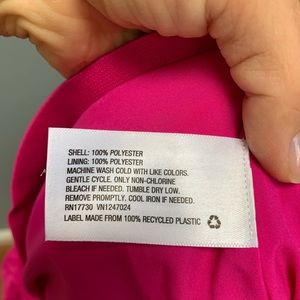 SHELL: 100% POLYESTER
LINING: 100% POLYESTER
MACHINE WASH COLD WITH LIKE COLORS.
GENTLE CYCLE. ONLY NON-CHLORINE
BLEACH IF NEEDED. TUMBLE DRY LOW.
REMOVE PROMPTLY. COOL IRON IF NEEDED.
RN17730 VN1247024
LABEL MADE FROM 100% RECYCLED PLASTIC